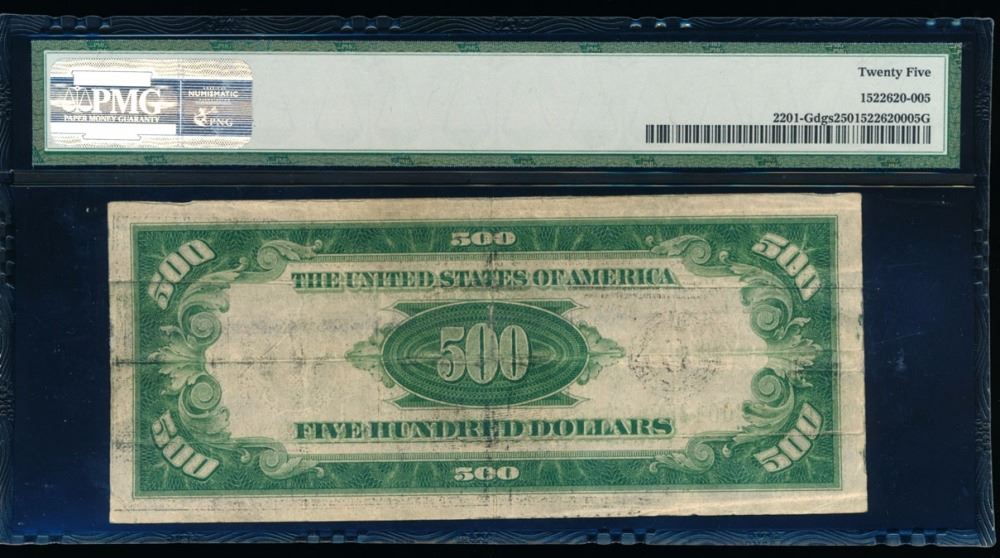 PMG
PAPER MONEY GUARANTY
NUMISMATIC
PNG
Twenty Five
1522620-005
2201-Gdgs2501522620005G
500
500
500
THE UNITED STATES OF AMERICA
500
FIVE HUNDRED DOLLARS
500
500
500